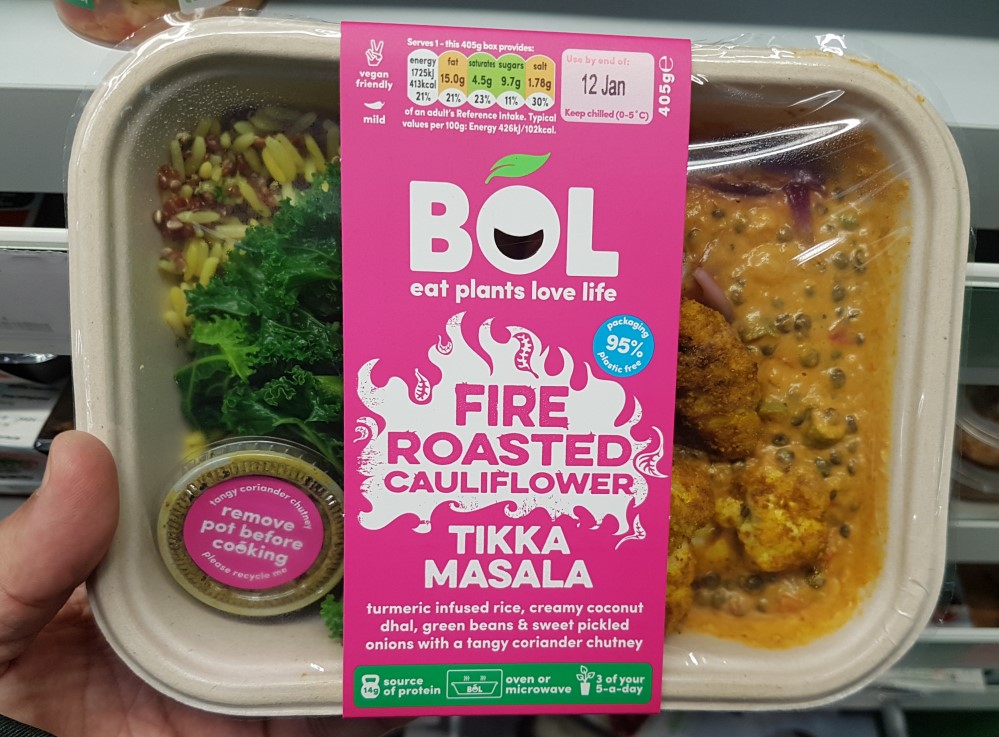 Serves 1 - this 405g box provides:
vegan
friendly
mild
energy fat saturates sugars salt
1725kJ
413kcal 15.0g 4.5g 9.7g 1.78g
21% 21% 23% 11% 30%
of an adult's Reference Intake. Typical
values per 100g: Energy 426kJ/102kcal.
Use by end of:
12 Jan
Keep chilled (0-5°C)
405g℮
BOL
eat plants love life
packaging
95%
plastic free
FIRE
ROASTED
CAULIFLOWER
TIKKA
MASALA
turmeric infused rice, creamy coconut
dhal, green beans & sweet pickled
onions with a tangy coriander chutney
14g source
of protein
BOL
oven or
microwave
3 of your
5-a-day
tangy coriander chutney
remove
pot before
cooking
please recycle me